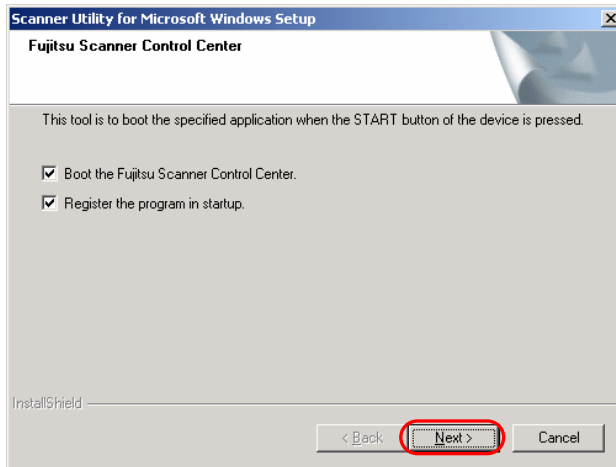 Scanner Utility for Microsoft Windows Setup
Fujitsu Scanner Control Center
This tool is to boot the specified application when the START button of the device is pressed.
Boot the Fujitsu Scanner Control Center.
Register the program in startup.
InstallShield
< Back Next > Cancel